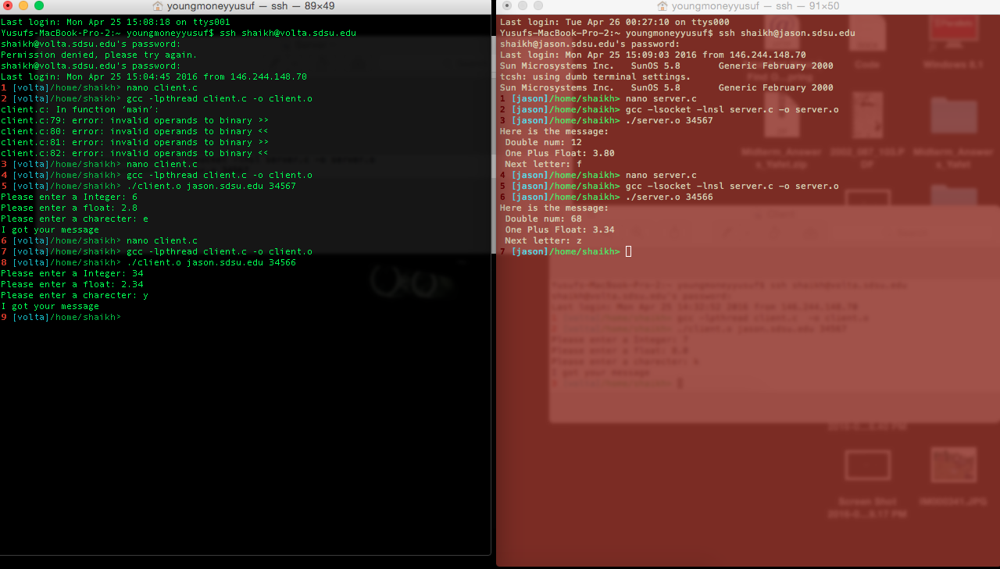 youngmoneyyusuf — ssh — 89×49
Last login: Mon Apr 25 15:08:18 on ttys001
Yusufs-MacBook-Pro-2:~ youngmoneyyusuf$ ssh shaikh@volta.sdsu.edu
shaikh@volta.sdsu.edu's password:
Permission denied, please try again.
shaikh@volta.sdsu.edu's password:
Last login: Mon Apr 25 15:04:45 2016 from 146.244.148.70
1 [volta]/home/shaikh> nano client.c
2 [volta]/home/shaikh> gcc -lpthread client.c -o client.o
client.c: In function ‘main’:
client.c:79: error: invalid operands to binary >>
client.c:80: error: invalid operands to binary <<
client.c:81: error: invalid operands to binary >>
client.c:82: error: invalid operands to binary <<
3 [volta]/home/shaikh> nano client.c
4 [volta]/home/shaikh> gcc -lpthread client.c -o client.o
5 [volta]/home/shaikh> ./client.o jason.sdsu.edu 34567
Please enter a Integer: 6
Please enter a float: 2.8
Please enter a charecter: e
I got your message
6 [volta]/home/shaikh> nano client.c
7 [volta]/home/shaikh> gcc -lpthread client.c -o client.o
8 [volta]/home/shaikh> ./client.o jason.sdsu.edu 34566
Please enter a Integer: 34
Please enter a float: 2.34
Please enter a charecter: y
I got your message
9 [volta]/home/shaikh>
youngmoneyyusuf — ssh — 91×50
Last login: Tue Apr 26 00:27:10 on ttys000
Yusufs-MacBook-Pro-2:~ youngmoneyyusuf$ ssh shaikh@jason.sdsu.edu
shaikh@jason.sdsu.edu's password:
Last login: Mon Apr 25 15:09:03 2016 from 146.244.148.70
Sun Microsystems Inc.   SunOS 5.8       Generic February 2000
tcsh: using dumb terminal settings.
Sun Microsystems Inc.   SunOS 5.8       Generic February 2000
1 [jason]/home/shaikh> nano server.c
2 [jason]/home/shaikh> gcc -lsocket -lnsl server.c -o server.o
3 [jason]/home/shaikh> ./server.o 34567
Here is the message:
Double num: 12
One Plus Float: 3.80
Next letter: f
4 [jason]/home/shaikh> nano server.c
5 [jason]/home/shaikh> gcc -lsocket -lnsl server.c -o server.o
6 [jason]/home/shaikh> ./server.o 34566
Here is the message:
Double num: 68
One Plus Float: 3.34
Next letter: z
7 [jason]/home/shaikh>